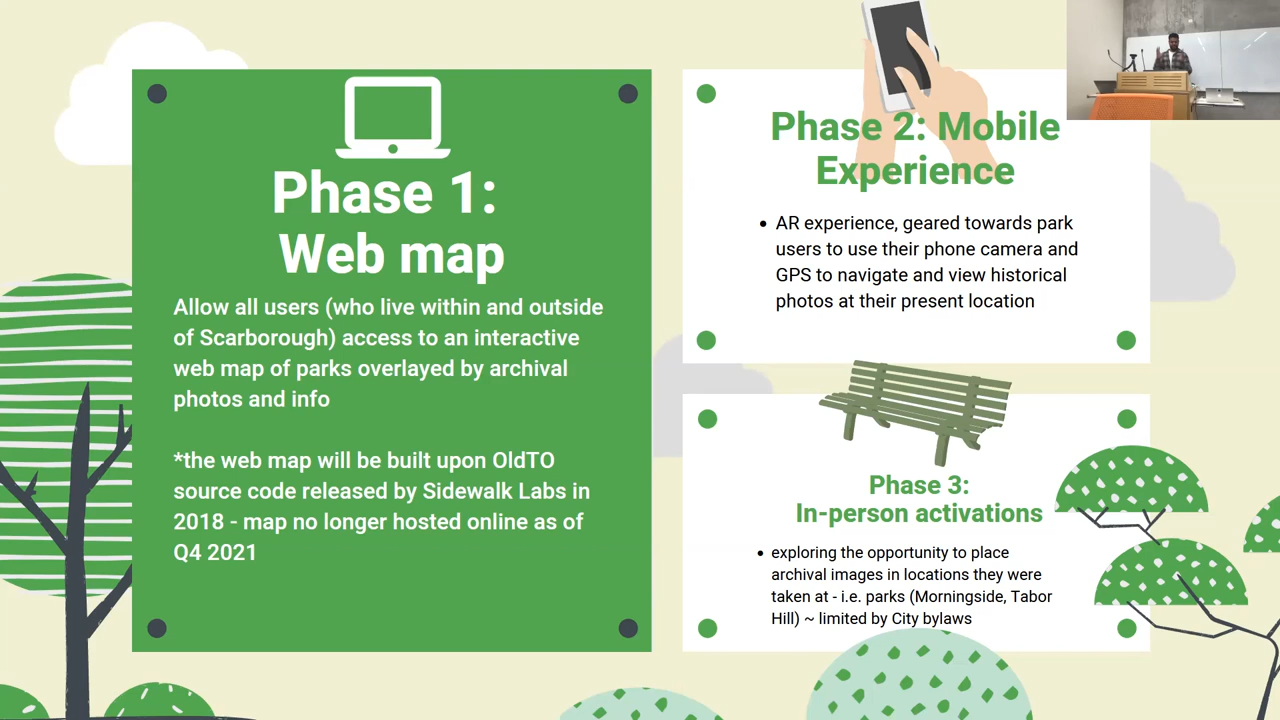 Phase 1:
Web map
Allow all users (who live within and outside
of Scarborough) access to an interactive
web map of parks overlayed by archival
photos and info
*the web map will be built upon OldTO
source code released by Sidewalk Labs in
2018 - map no longer hosted online as of
Q4 2021
Phase 2: Mobile
Experience
• AR experience, geared towards park
users to use their phone camera and
GPS to navigate and view historical
photos at their present location
Phase 3:
In-person activations
• exploring the opportunity to place
archival images in locations they were
taken at - i.e. parks (Morningside, Tabor
Hill) ~ limited by City bylaws